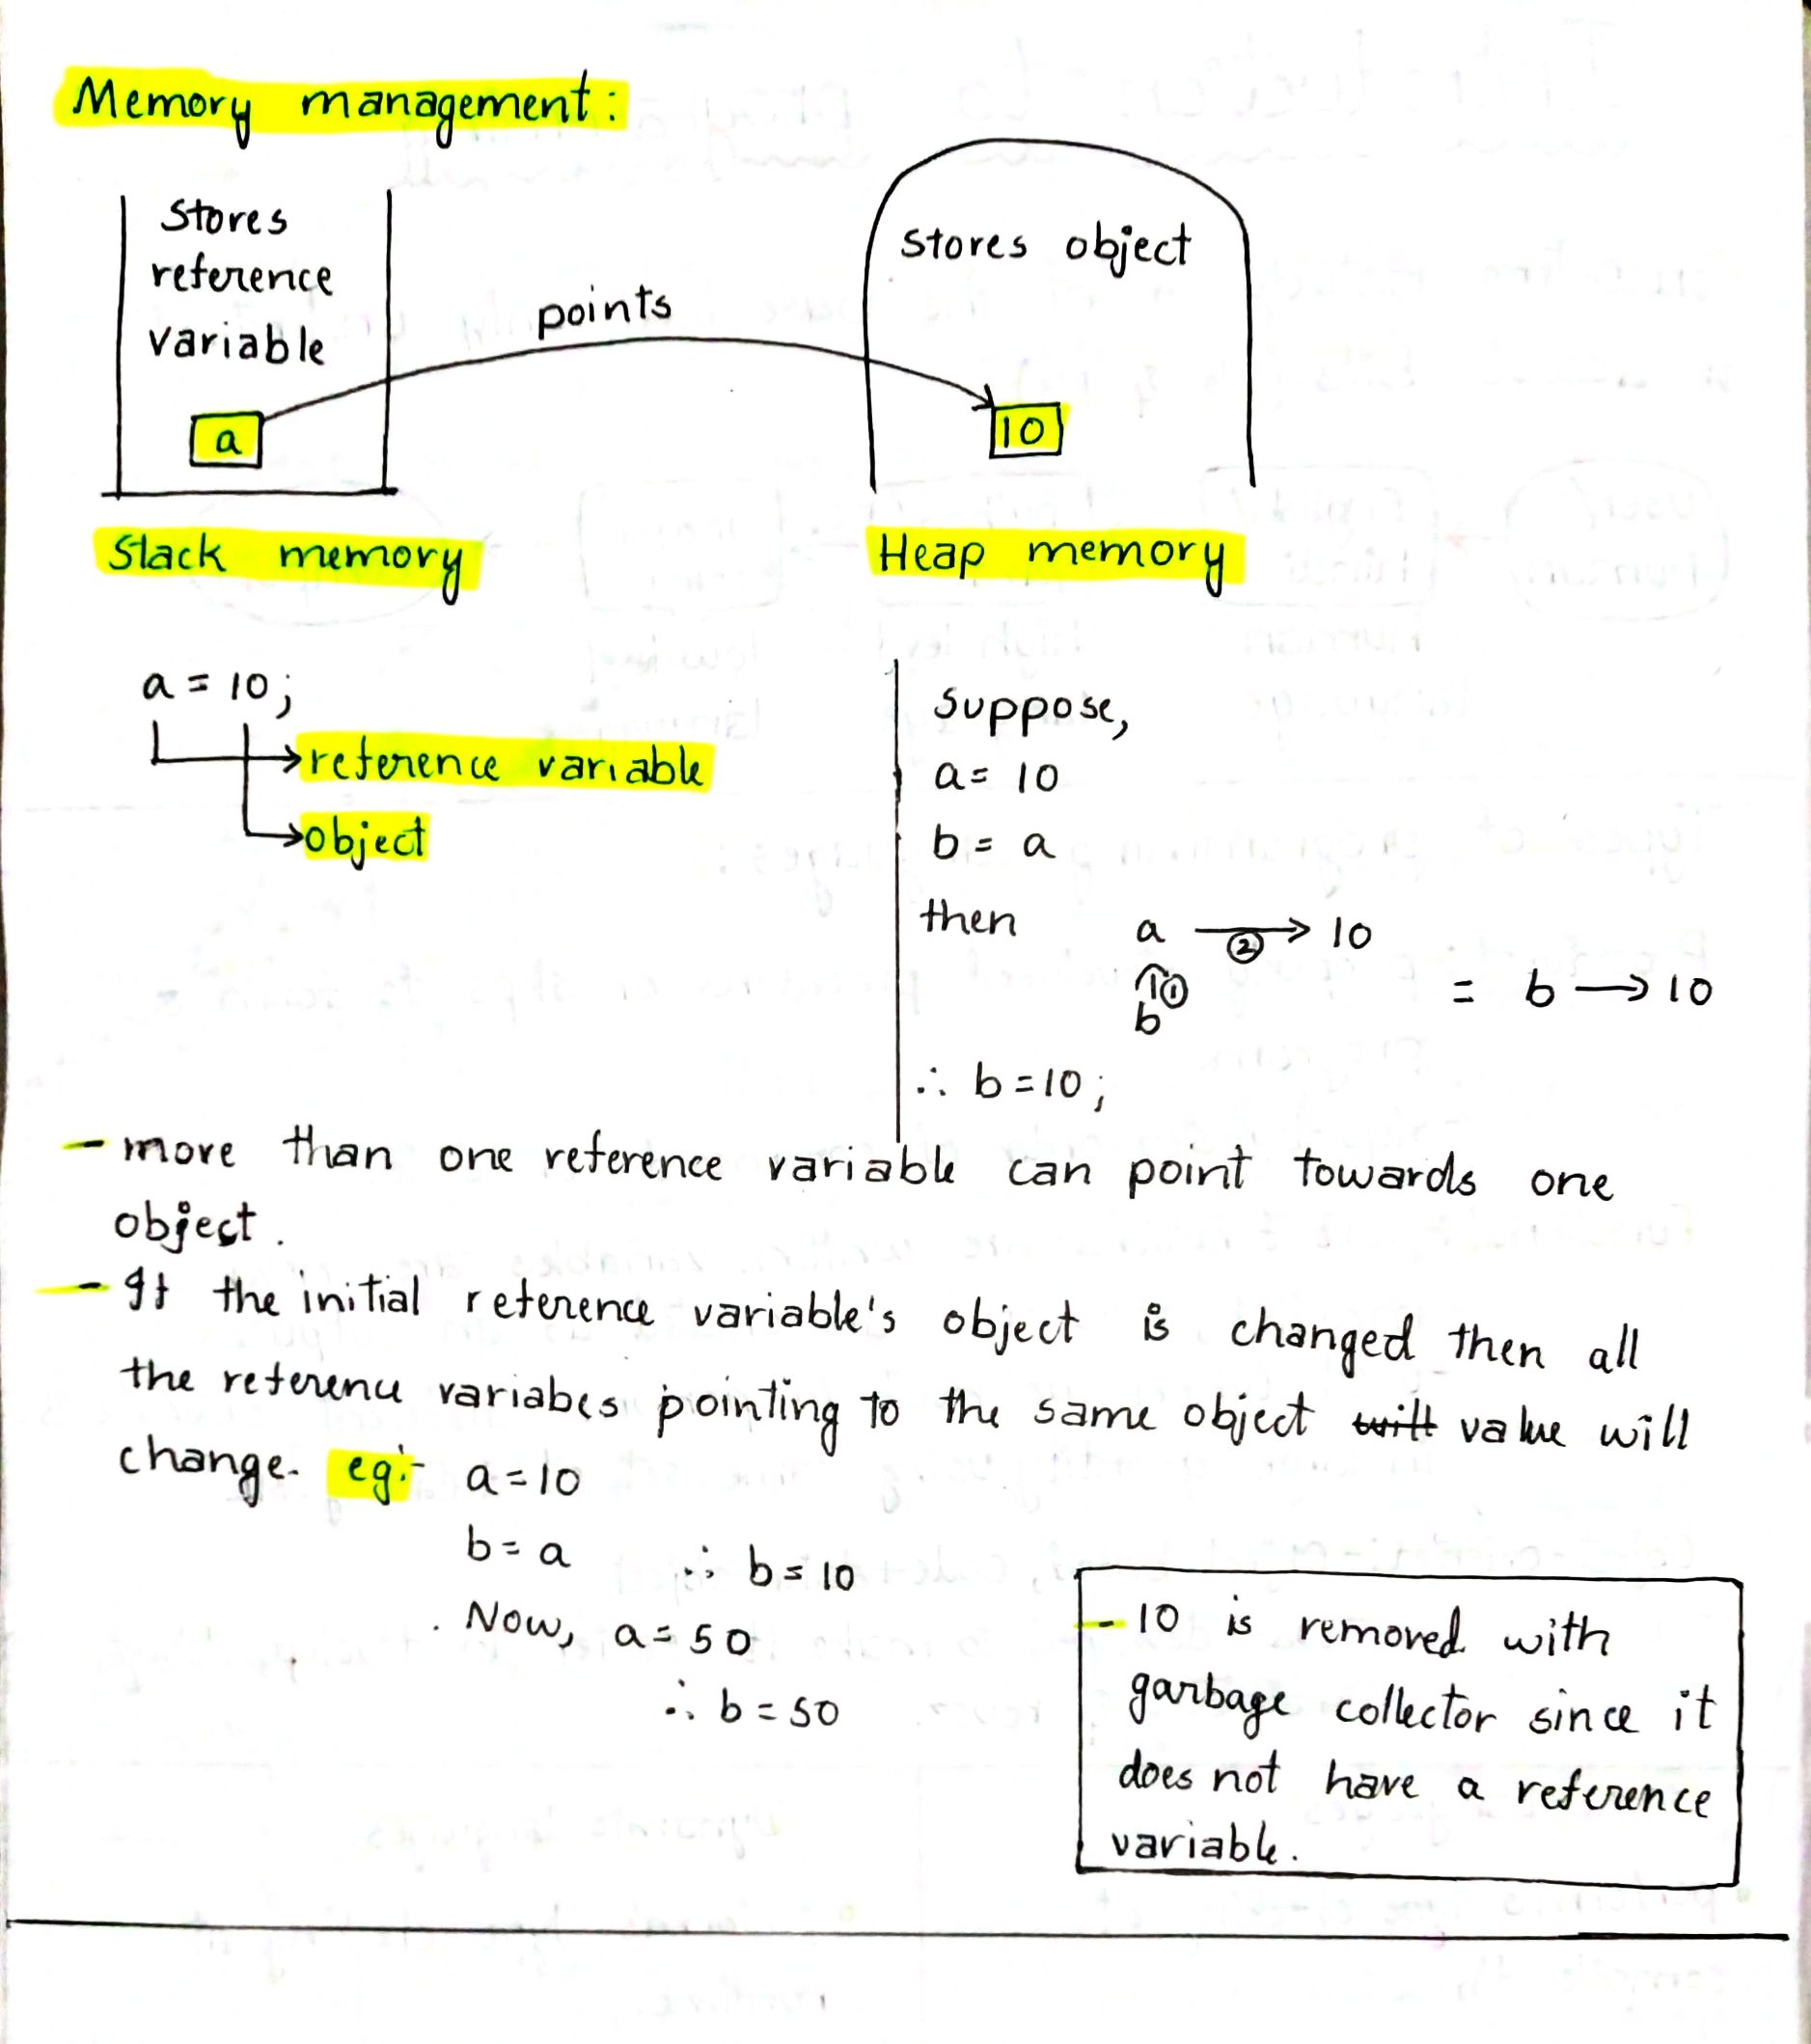 Memory management:
Stores
reference
variable
a
points
stores object
10
Stack memory
Heap memory
a = 10;
reference variable
object
Suppose,
a = 10
b = a
then a → 10
②
①
b
= b → 10
∴ b = 10;
- more than one reference variable can point towards one
object.
- If the initial reference variable's object is changed then all
the reference variabes pointing to the same object will value will
change. eg:- a = 10
b = a ∴ b = 10
Now, a = 50
∴ b = 50
- 10 is removed with
garbage collector since it
does not have a reference
variable.